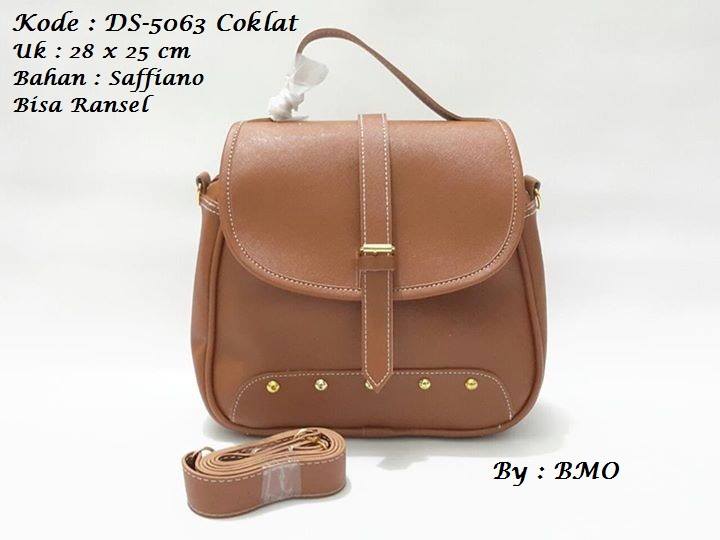 Kode : DS-5063 Coklat
Uk : 28 x 25 cm
Bahan : Saffiano
Bisa Ransel
By : BMO